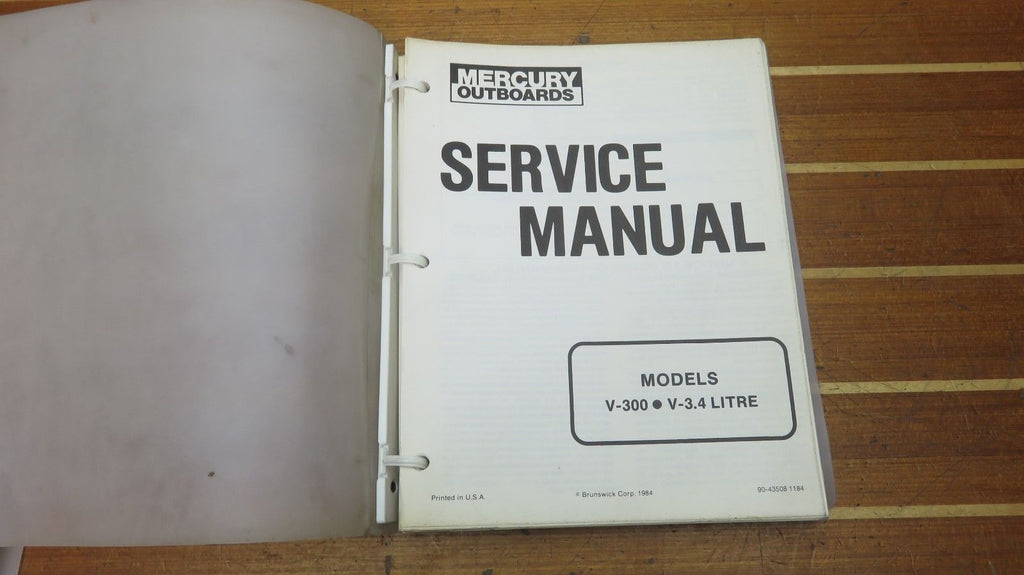 MERCURY
OUTBOARDS
SERVICE
MANUAL
MODELS
V-300 ● V-3.4 LITRE
Printed in U.S.A.
© Brunswick Corp. 1984
90-43508 1184